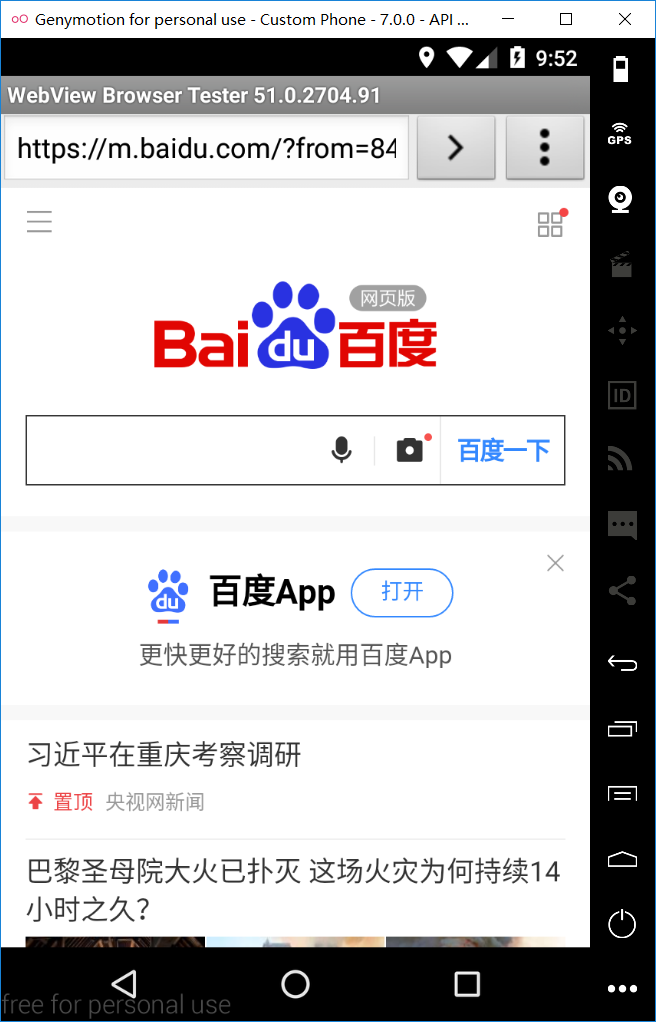 Genymotion for personal use - Custom Phone - 7.0.0 - API ...
9:52
WebView Browser Tester 51.0.2704.91
https://m.baidu.com/?from=84
GPS
网页版
Bai du 百度
ID
百度一下
du 百度App 打开
更快更好的搜索就用百度App
习近平在重庆考察调研
置顶 央视网新闻
巴黎圣母院大火已扑灭 这场火灾为何持续14
小时之久?
free for personal use